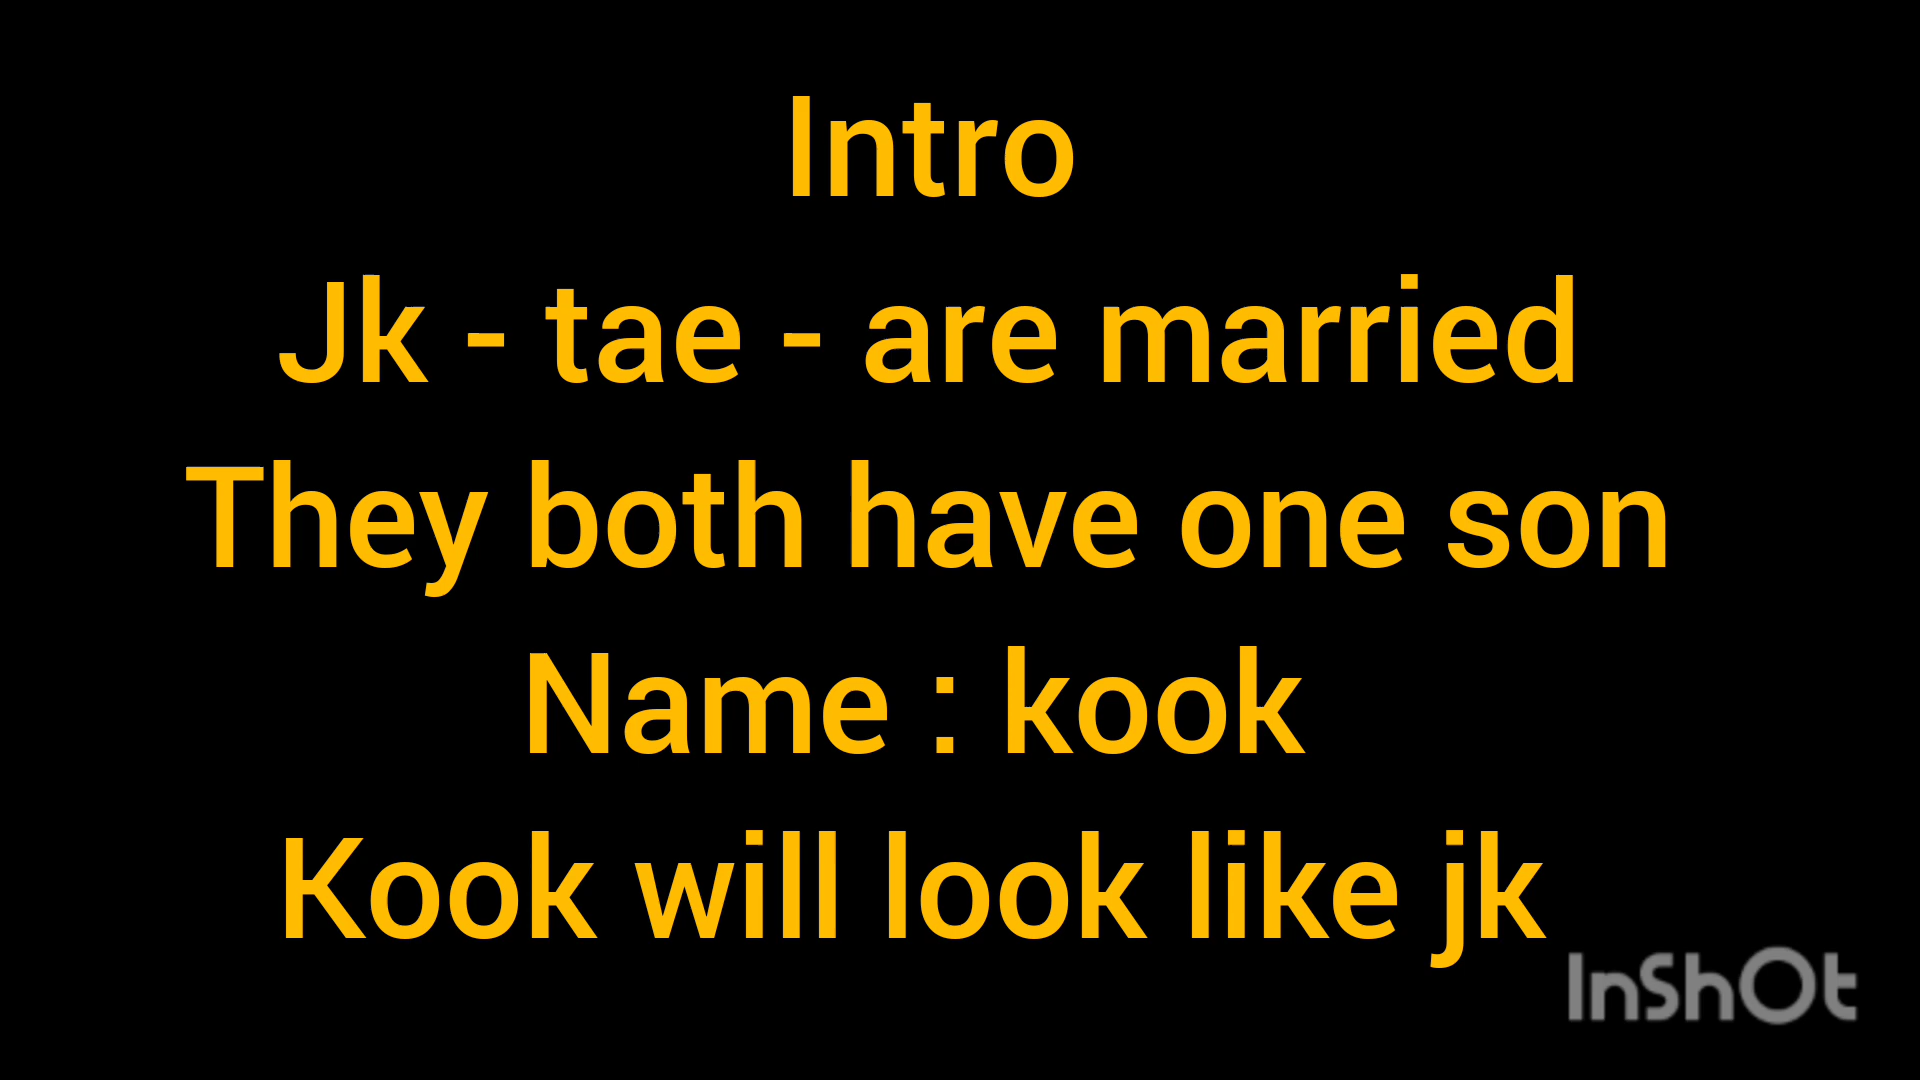 Intro
Jk - tae - are married
They both have one son
Name : kook
Kook will look like jk
InShOt